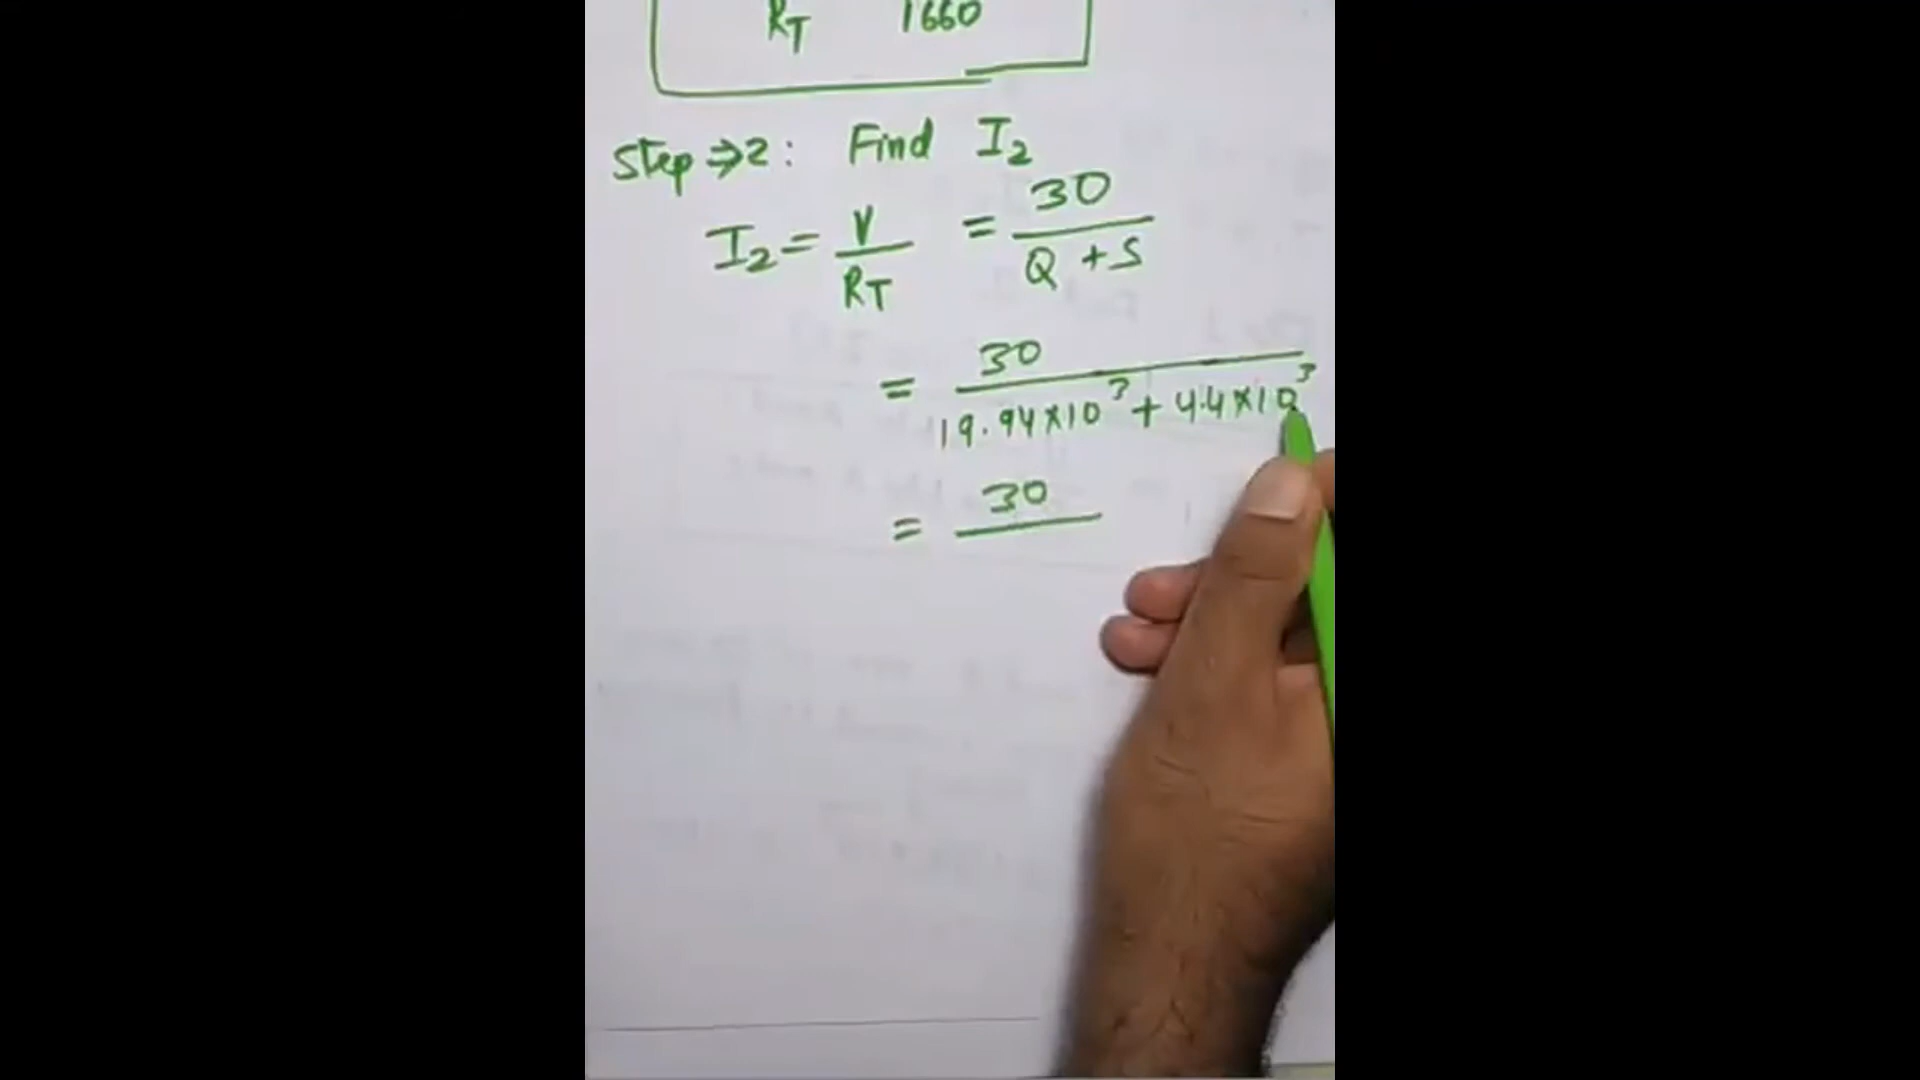 RT 1660
Step ⇒ 2: Find I₂
I₂ = V/RT = 30/Q + S
= 30/19.94×10³ + 4.4×10³
= 30/